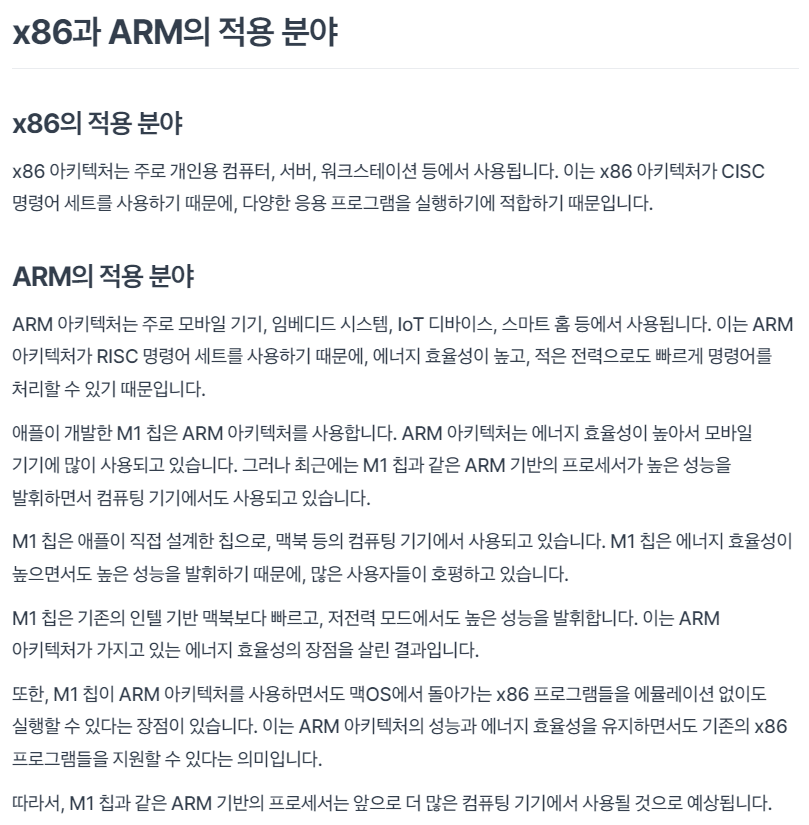 x86과 ARM의 적용 분야
x86의 적용 분야
x86 아키텍처는 주로 개인용 컴퓨터, 서버, 워크스테이션 등에서 사용됩니다. 이는 x86 아키텍처가 CISC
명령어 세트를 사용하기 때문에, 다양한 응용 프로그램을 실행하기에 적합하기 때문입니다.
ARM의 적용 분야
ARM 아키텍처는 주로 모바일 기기, 임베디드 시스템, IoT 디바이스, 스마트 홈 등에서 사용됩니다. 이는 ARM
아키텍처가 RISC 명령어 세트를 사용하기 때문에, 에너지 효율성이 높고, 적은 전력으로도 빠르게 명령어를
처리할 수 있기 때문입니다.
애플이 개발한 M1 칩은 ARM 아키텍처를 사용합니다. ARM 아키텍처는 에너지 효율성이 높아서 모바일
기기에 많이 사용되고 있습니다. 그러나 최근에는 M1 칩과 같은 ARM 기반의 프로세서가 높은 성능을
발휘하면서 컴퓨팅 기기에서도 사용되고 있습니다.
M1 칩은 애플이 직접 설계한 칩으로, 맥북 등의 컴퓨팅 기기에서 사용되고 있습니다. M1 칩은 에너지 효율성이
높으면서도 높은 성능을 발휘하기 때문에, 많은 사용자들이 호평하고 있습니다.
M1 칩은 기존의 인텔 기반 맥북보다 빠르고, 저전력 모드에서도 높은 성능을 발휘합니다. 이는 ARM
아키텍처가 가지고 있는 에너지 효율성의 장점을 살린 결과입니다.
또한, M1 칩이 ARM 아키텍처를 사용하면서도 맥OS에서 돌아가는 x86 프로그램들을 에뮬레이션 없이도
실행할 수 있다는 장점이 있습니다. 이는 ARM 아키텍처의 성능과 에너지 효율성을 유지하면서도 기존의 x86
프로그램들을 지원할 수 있다는 의미입니다.
따라서, M1 칩과 같은 ARM 기반의 프로세서는 앞으로 더 많은 컴퓨팅 기기에서 사용될 것으로 예상됩니다.